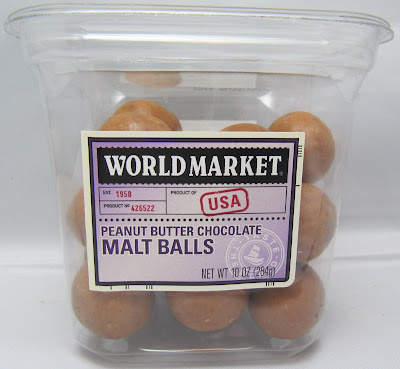 WORLD MARKET®
EST. 1958
PRODUCT OF
USA
PRODUCT Nº 426522
PEANUT BUTTER CHOCOLATE
MALT BALLS
NET WT 10 OZ (284g)